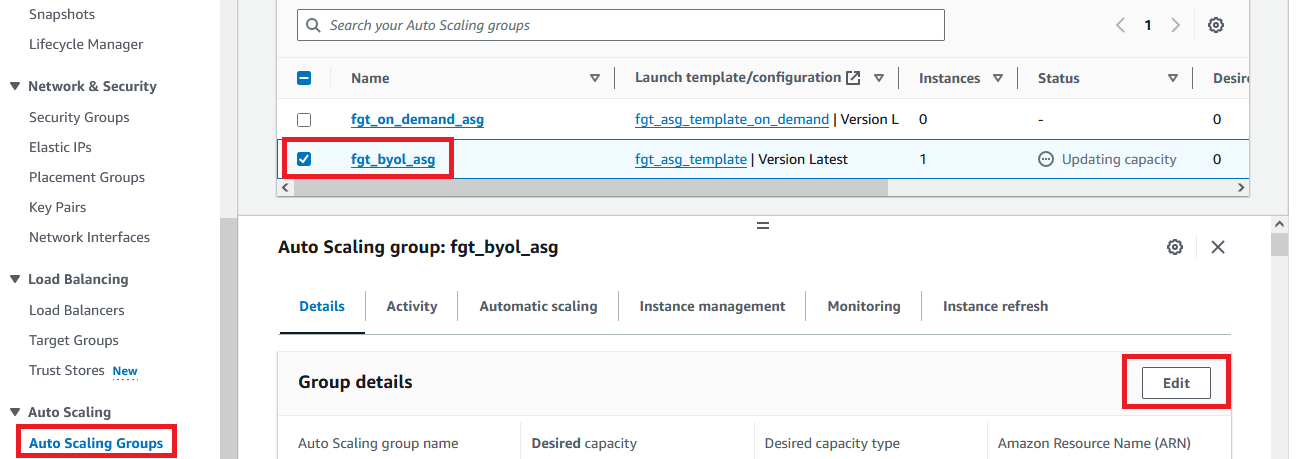 Snapshots
Lifecycle Manager
Network & Security
Security Groups
Elastic IPs
Placement Groups
Key Pairs
Network Interfaces
Load Balancing
Load Balancers
Target Groups
Trust Stores New
Auto Scaling
Auto Scaling Groups
Search your Auto Scaling groups
1
Name Launch template/configuration Instances Status Desire
fgt_on_demand_asg fgt_asg_template_on_demand | Version L 0 - 0
fgt_byol_asg fgt_asg_template | Version Latest 1 Updating capacity 0
Auto Scaling group: fgt_byol_asg
Details Activity Automatic scaling Instance management Monitoring Instance refresh
Group details Edit
Auto Scaling group name Desired capacity Desired capacity type Amazon Resource Name (ARN)